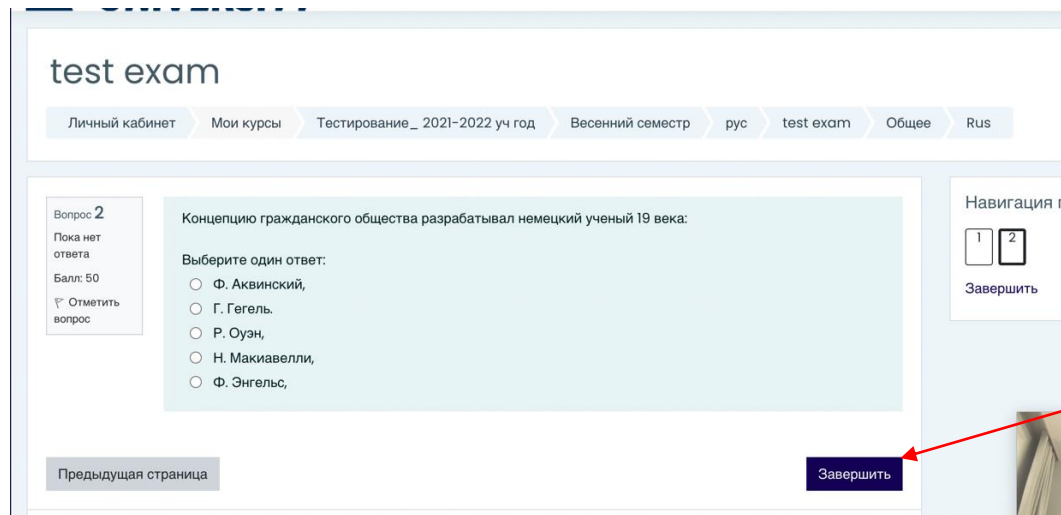 test exam
Личный кабинет Мои курсы Тестирование_ 2021-2022 уч год Весенний семестр рус test exam Общее Rus
Вопрос 2
Пока нет
ответа
Балл: 50
Отметить
вопрос
Концепцию гражданского общества разрабатывал немецкий ученый 19 века:
Выберите один ответ:
Ф. Аквинский,
Г. Гегель.
Р. Оуэн,
Н. Макиавелли,
Ф. Энгельс,
Предыдущая страница
Завершить
Навигация
1 2
Завершить